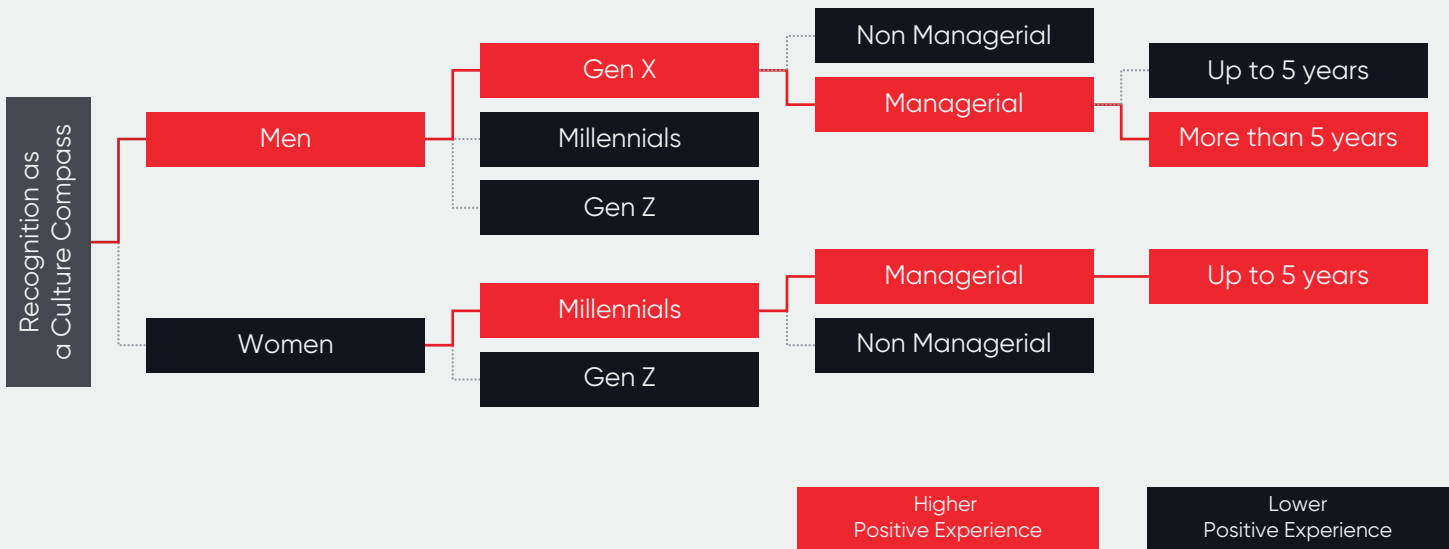 Recognition as
a Culture Compass
Men
Gen X
Millennials
Gen Z
Non Managerial
Managerial
Up to 5 years
More than 5 years
Women
Millennials
Gen Z
Managerial
Non Managerial
Up to 5 years
Higher
Positive Experience
Lower
Positive Experience